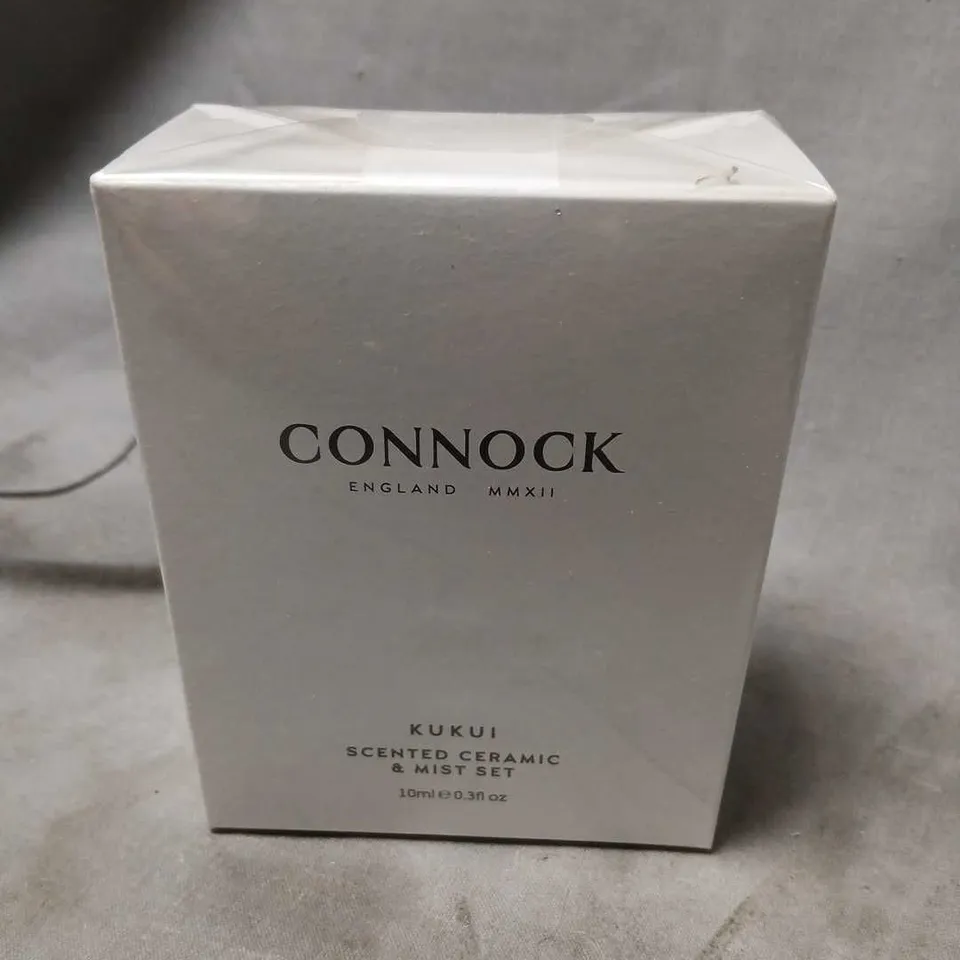 CONNOCK
ENGLAND MMXII
KUKUI
SCENTED CERAMIC
& MIST SET
10ml ℮ 0.3fl oz